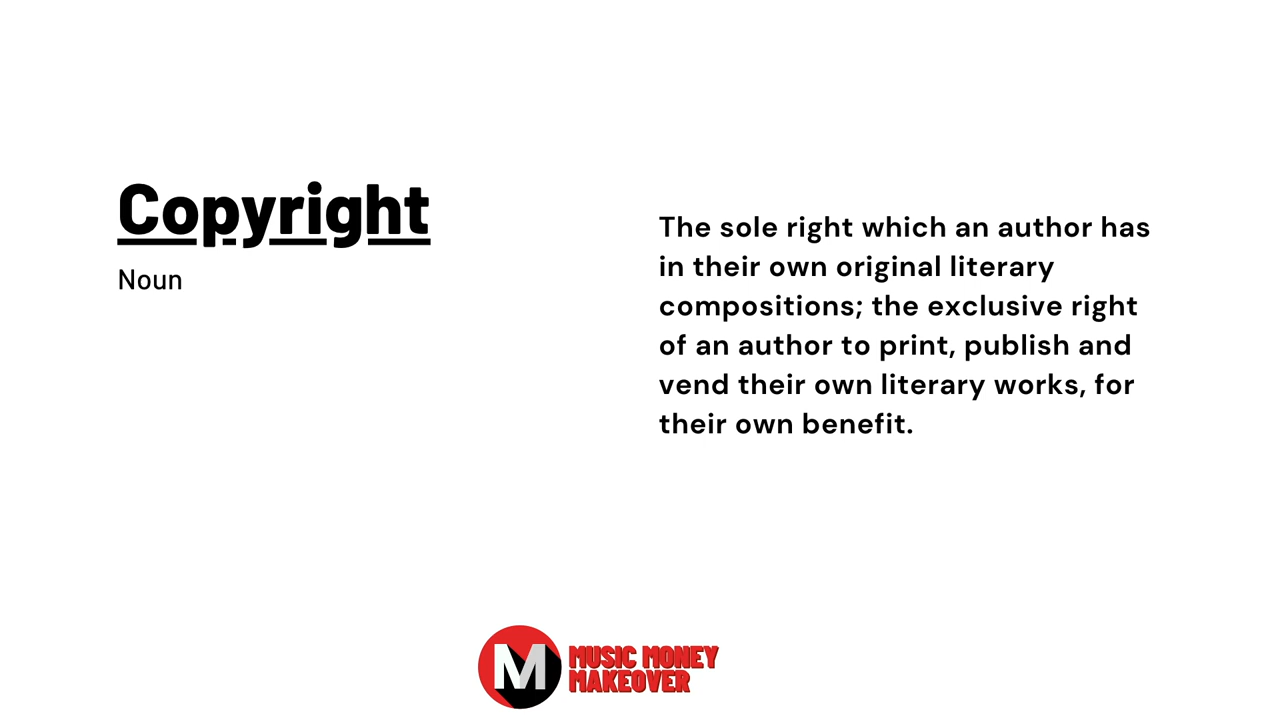 Copyright
Noun
The sole right which an author has
in their own original literary
compositions; the exclusive right
of an author to print, publish and
vend their own literary works, for
their own benefit.
M
MUSIC MONEY
MAKEOVER